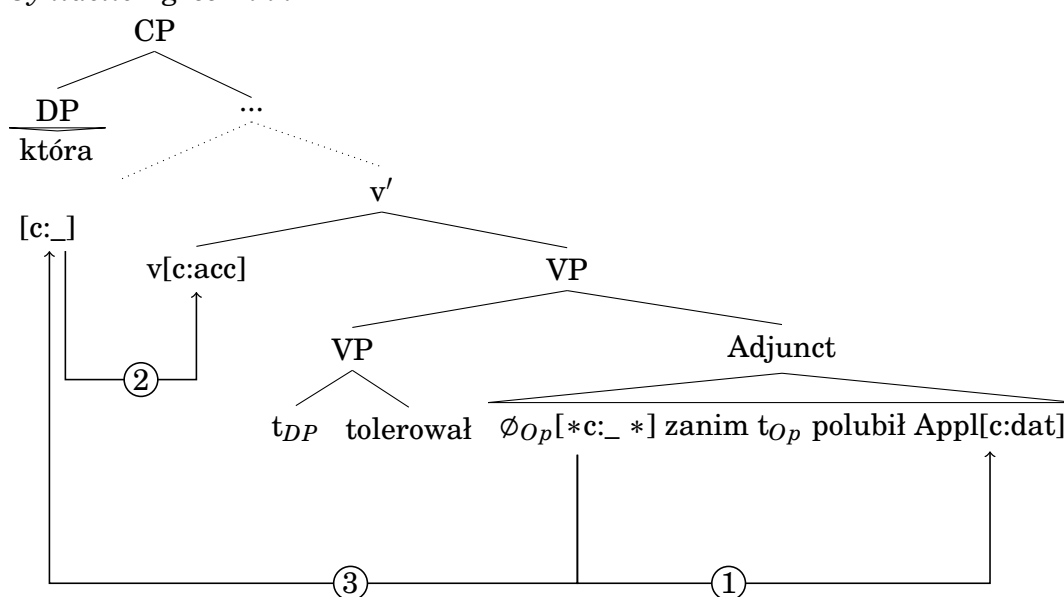 CP
DP
...
która
v′
[c:_]
v[c:acc]
VP
VP
Adjunct
②
t_DP tolerował ∅_Op[∗c:_ ∗] zanim t_Op polubił Appl[c:dat]
③ ①